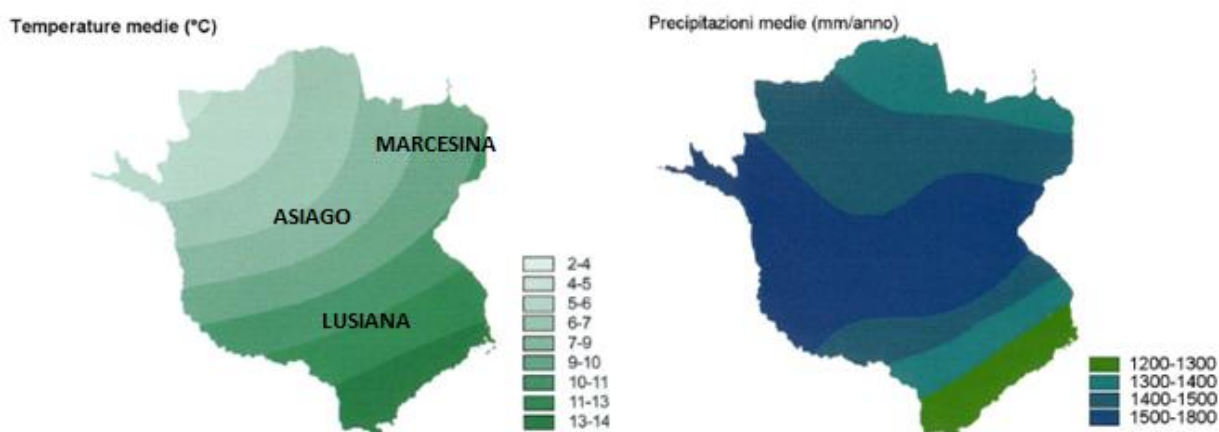 Temperature medie (°C)
MARCESINA
ASIAGO
LUSIANA
2-4
4-5
5-6
6-7
7-9
9-10
10-11
11-13
13-14
Precipitazioni medie (mm/anno)
1200-1300
1300-1400
1400-1500
1500-1800